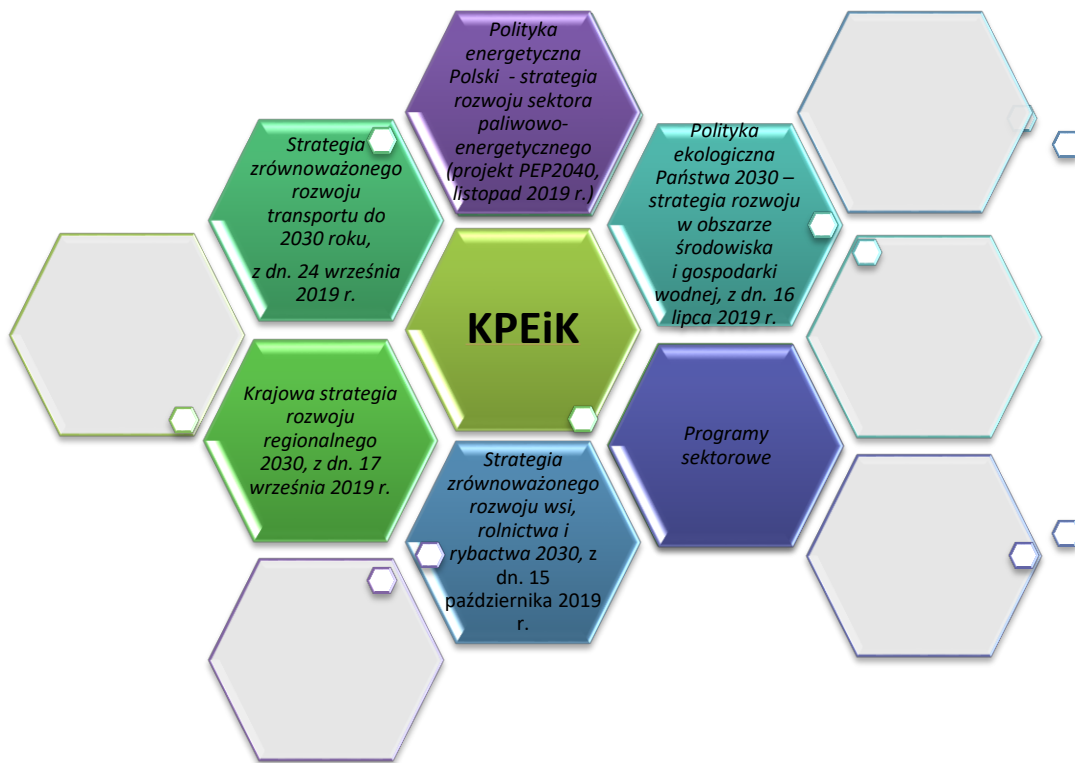 Polityka
energetyczna
Polski - strategia
rozwoju sektora
paliwowo-
energetycznego
(projekt PEP2040,
listopad 2019 r.)
Strategia
zrównoważonego
rozwoju
transportu do
2030 roku,
z dn. 24 września
2019 r.
Polityka
ekologiczna
Państwa 2030 –
strategia rozwoju
w obszarze
środowiska
i gospodarki
wodnej, z dn. 16
lipca 2019 r.
KPEiK
Krajowa strategia
rozwoju
regionalnego
2030, z dn. 17
września 2019 r.
Programy
sektorowe
Strategia
zrównoważonego
rozwoju wsi,
rolnictwa i
rybactwa 2030, z
dn. 15
października 2019
r.